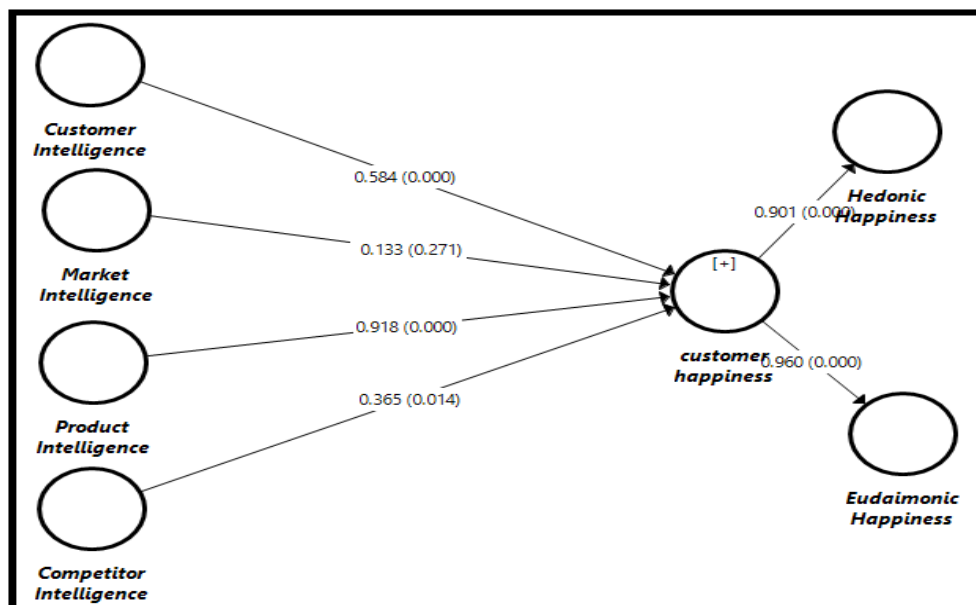 Customer
Intelligence
0.584 (0.000)
Market
Intelligence
0.133 (0.271)
Product
Intelligence
0.918 (0.000)
Competitor
Intelligence
0.365 (0.014)
[+]
customer
happiness
0.901 (0.000)
Hedonic
Happiness
0.960 (0.000)
Eudaimonic
Happiness